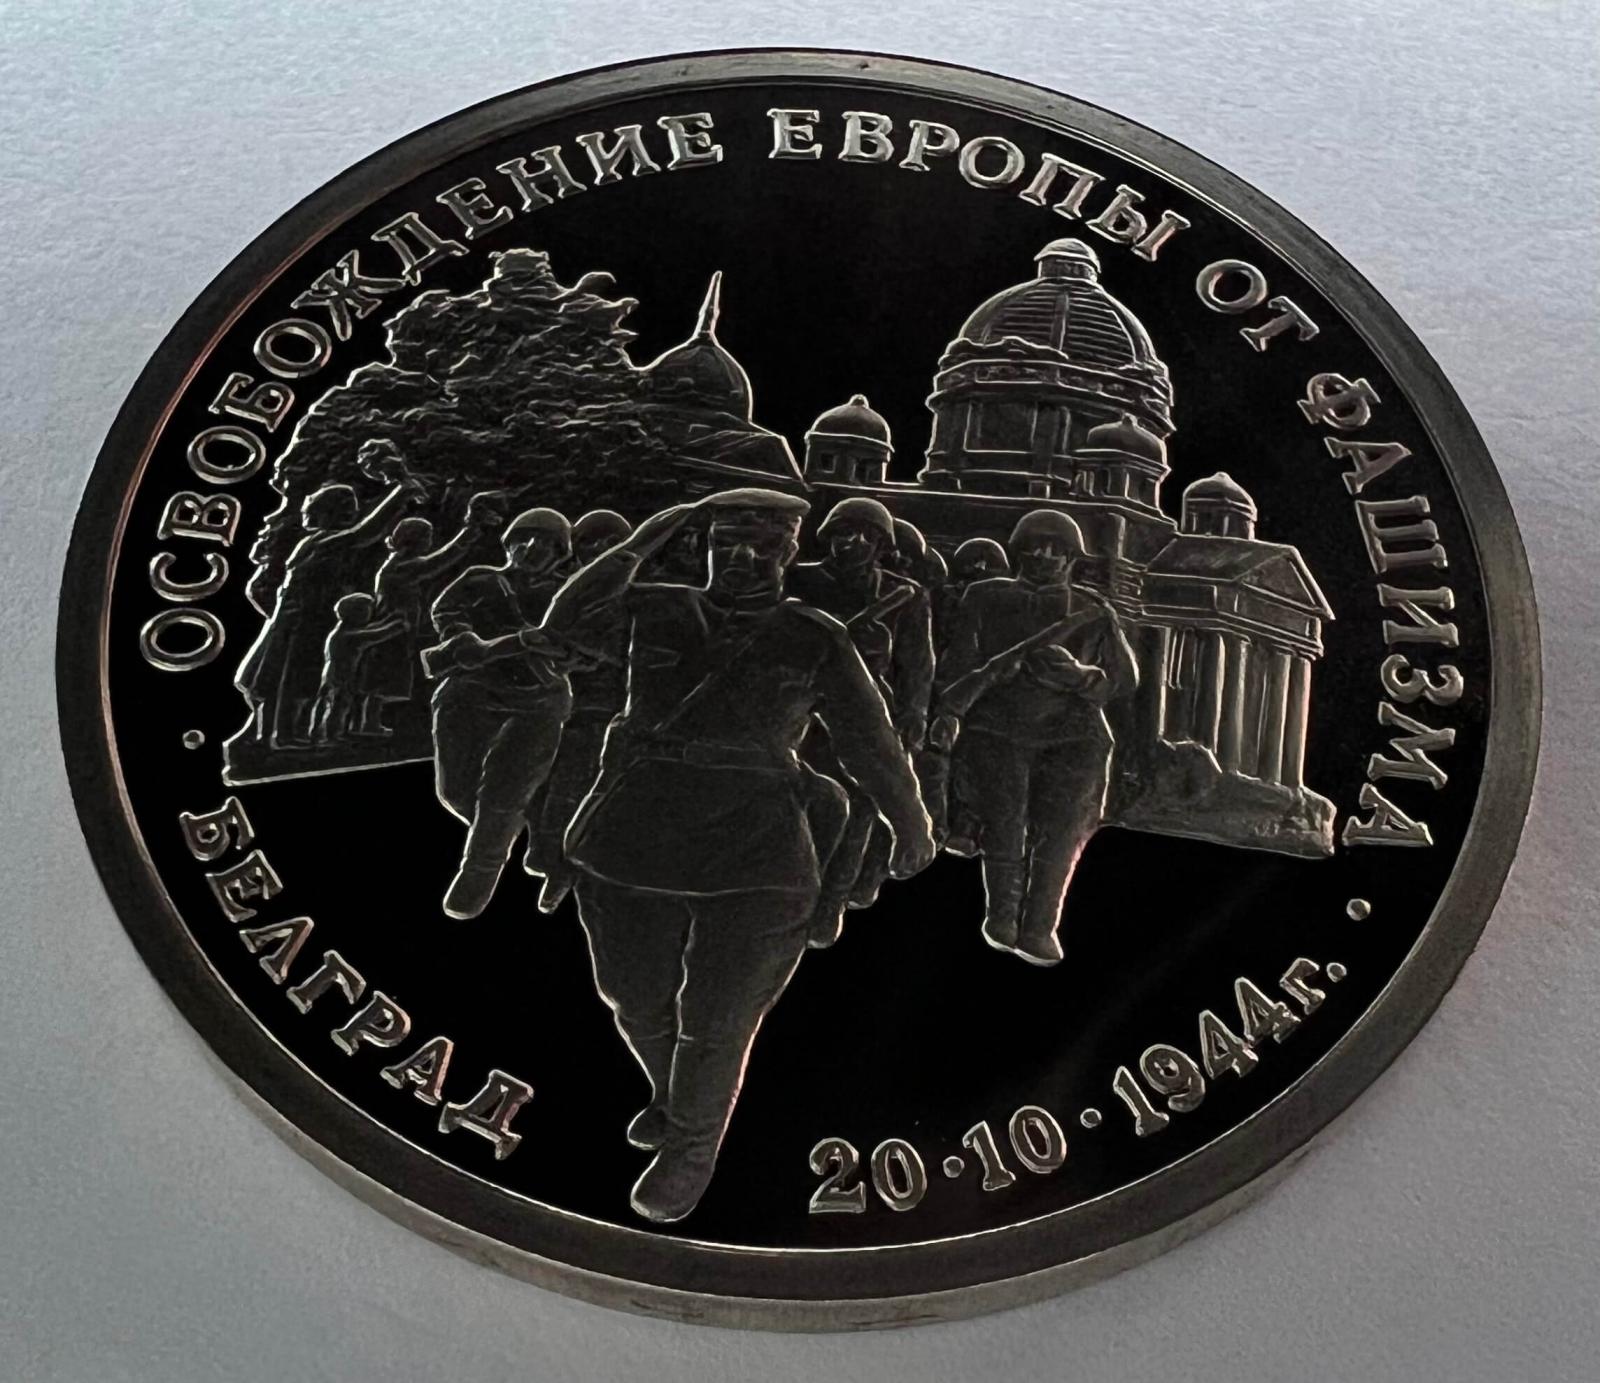 ОСВОБОЖДЕНИЕ ЕВРОПЫ ОТ ФАШИЗМА
БЕЛГРАД
20·10·1944г.